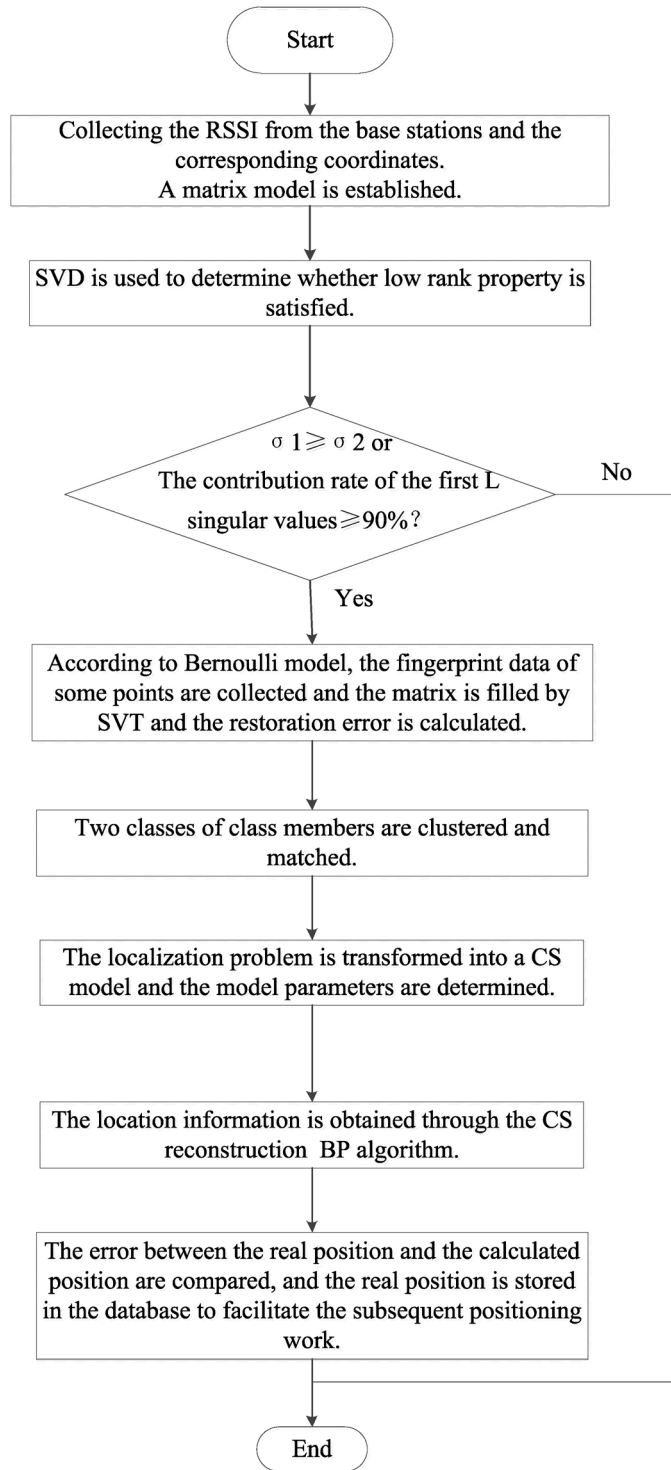 Start
Collecting the RSSI from the base stations and the
corresponding coordinates.
A matrix model is established.
SVD is used to determine whether low rank property is
satisfied.
σ 1≥ σ 2 or
The contribution rate of the first L
singular values≥90%?
No
Yes
According to Bernoulli model, the fingerprint data of
some points are collected and the matrix is filled by
SVT and the restoration error is calculated.
Two classes of class members are clustered and
matched.
The localization problem is transformed into a CS
model and the model parameters are determined.
The location information is obtained through the CS
reconstruction BP algorithm.
The error between the real position and the calculated
position are compared, and the real position is stored
in the database to facilitate the subsequent positioning
work.
End